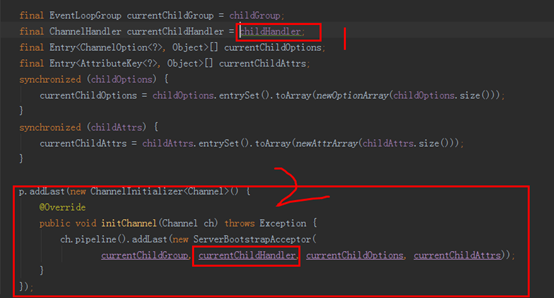 final EventLoopGroup currentChildGroup = childGroup;
final ChannelHandler currentChildHandler = childHandler;
final Entry<ChannelOption<?>, Object>[] currentChildOptions;
final Entry<AttributeKey<?>, Object>[] currentChildAttrs;
synchronized (childOptions) {
currentChildOptions = childOptions.entrySet().toArray(newOptionArray(childOptions.size()));
}
synchronized (childAttrs) {
currentChildAttrs = childAttrs.entrySet().toArray(newAttrArray(childAttrs.size()));
}
p.addLast(new ChannelInitializer<Channel>() {
@Override
public void initChannel(Channel ch) throws Exception {
ch.pipeline().addLast(new ServerBootstrapAcceptor(
currentChildGroup, currentChildHandler, currentChildOptions, currentChildAttrs));
}
});
1
2